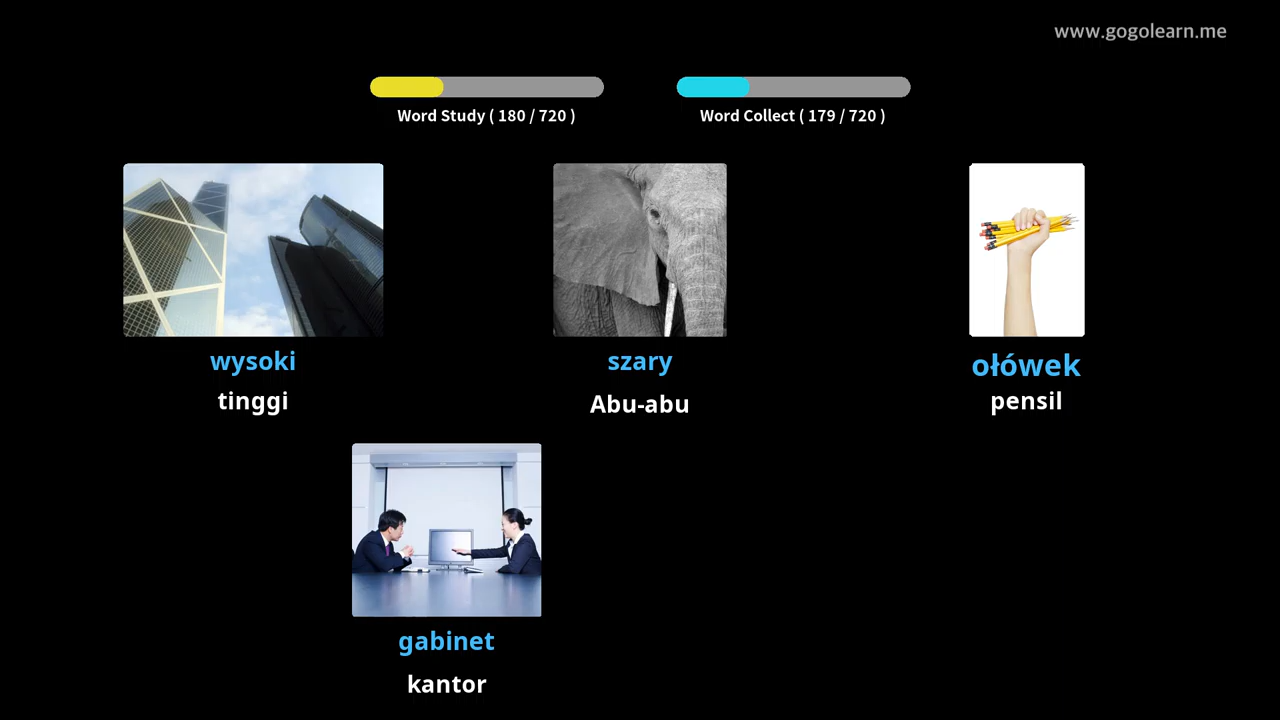 www.gogolearn.me
Word Study ( 180 / 720 )
Word Collect ( 179 / 720 )
wysoki
tinggi
szary
Abu-abu
ołówek
pensil
gabinet
kantor